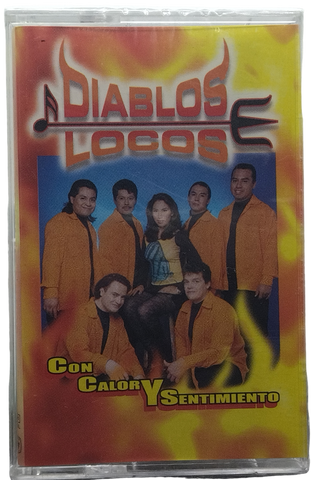 DIABLOS
LOCOS
CON
CALOR
Y SENTIMIENTO